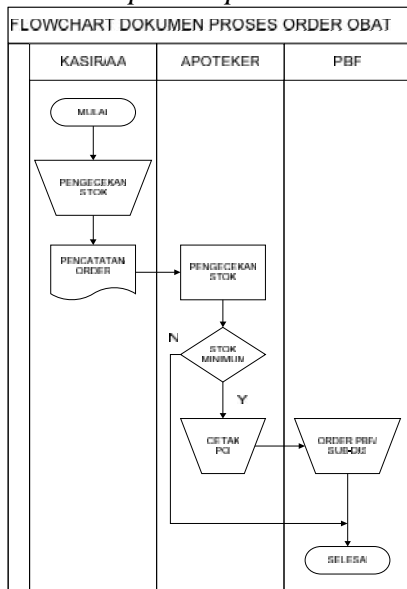 FLOWCHART DOKUMEN PROSES ORDER OBAT
KASIR/AA
APOTEKER
PBF
MULAI
PENGECEKAN
STOK
PENCATATAN
ORDER
PENGECEKAN
STOK
N
STOK
MINIMUM
Y
CETAK
PO
ORDER PBF/
SUB-DIS
SELESAI